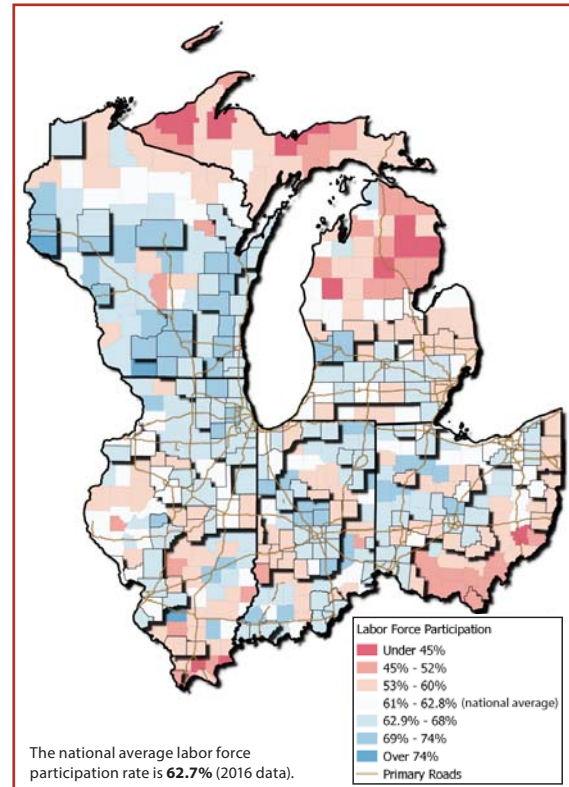 Labor Force Participation
Under 45%
45% - 52%
53% - 60%
61% - 62.8% (national average)
62.9% - 68%
69% - 74%
Over 74%
Primary Roads
The national average labor force
participation rate is 62.7% (2016 data).